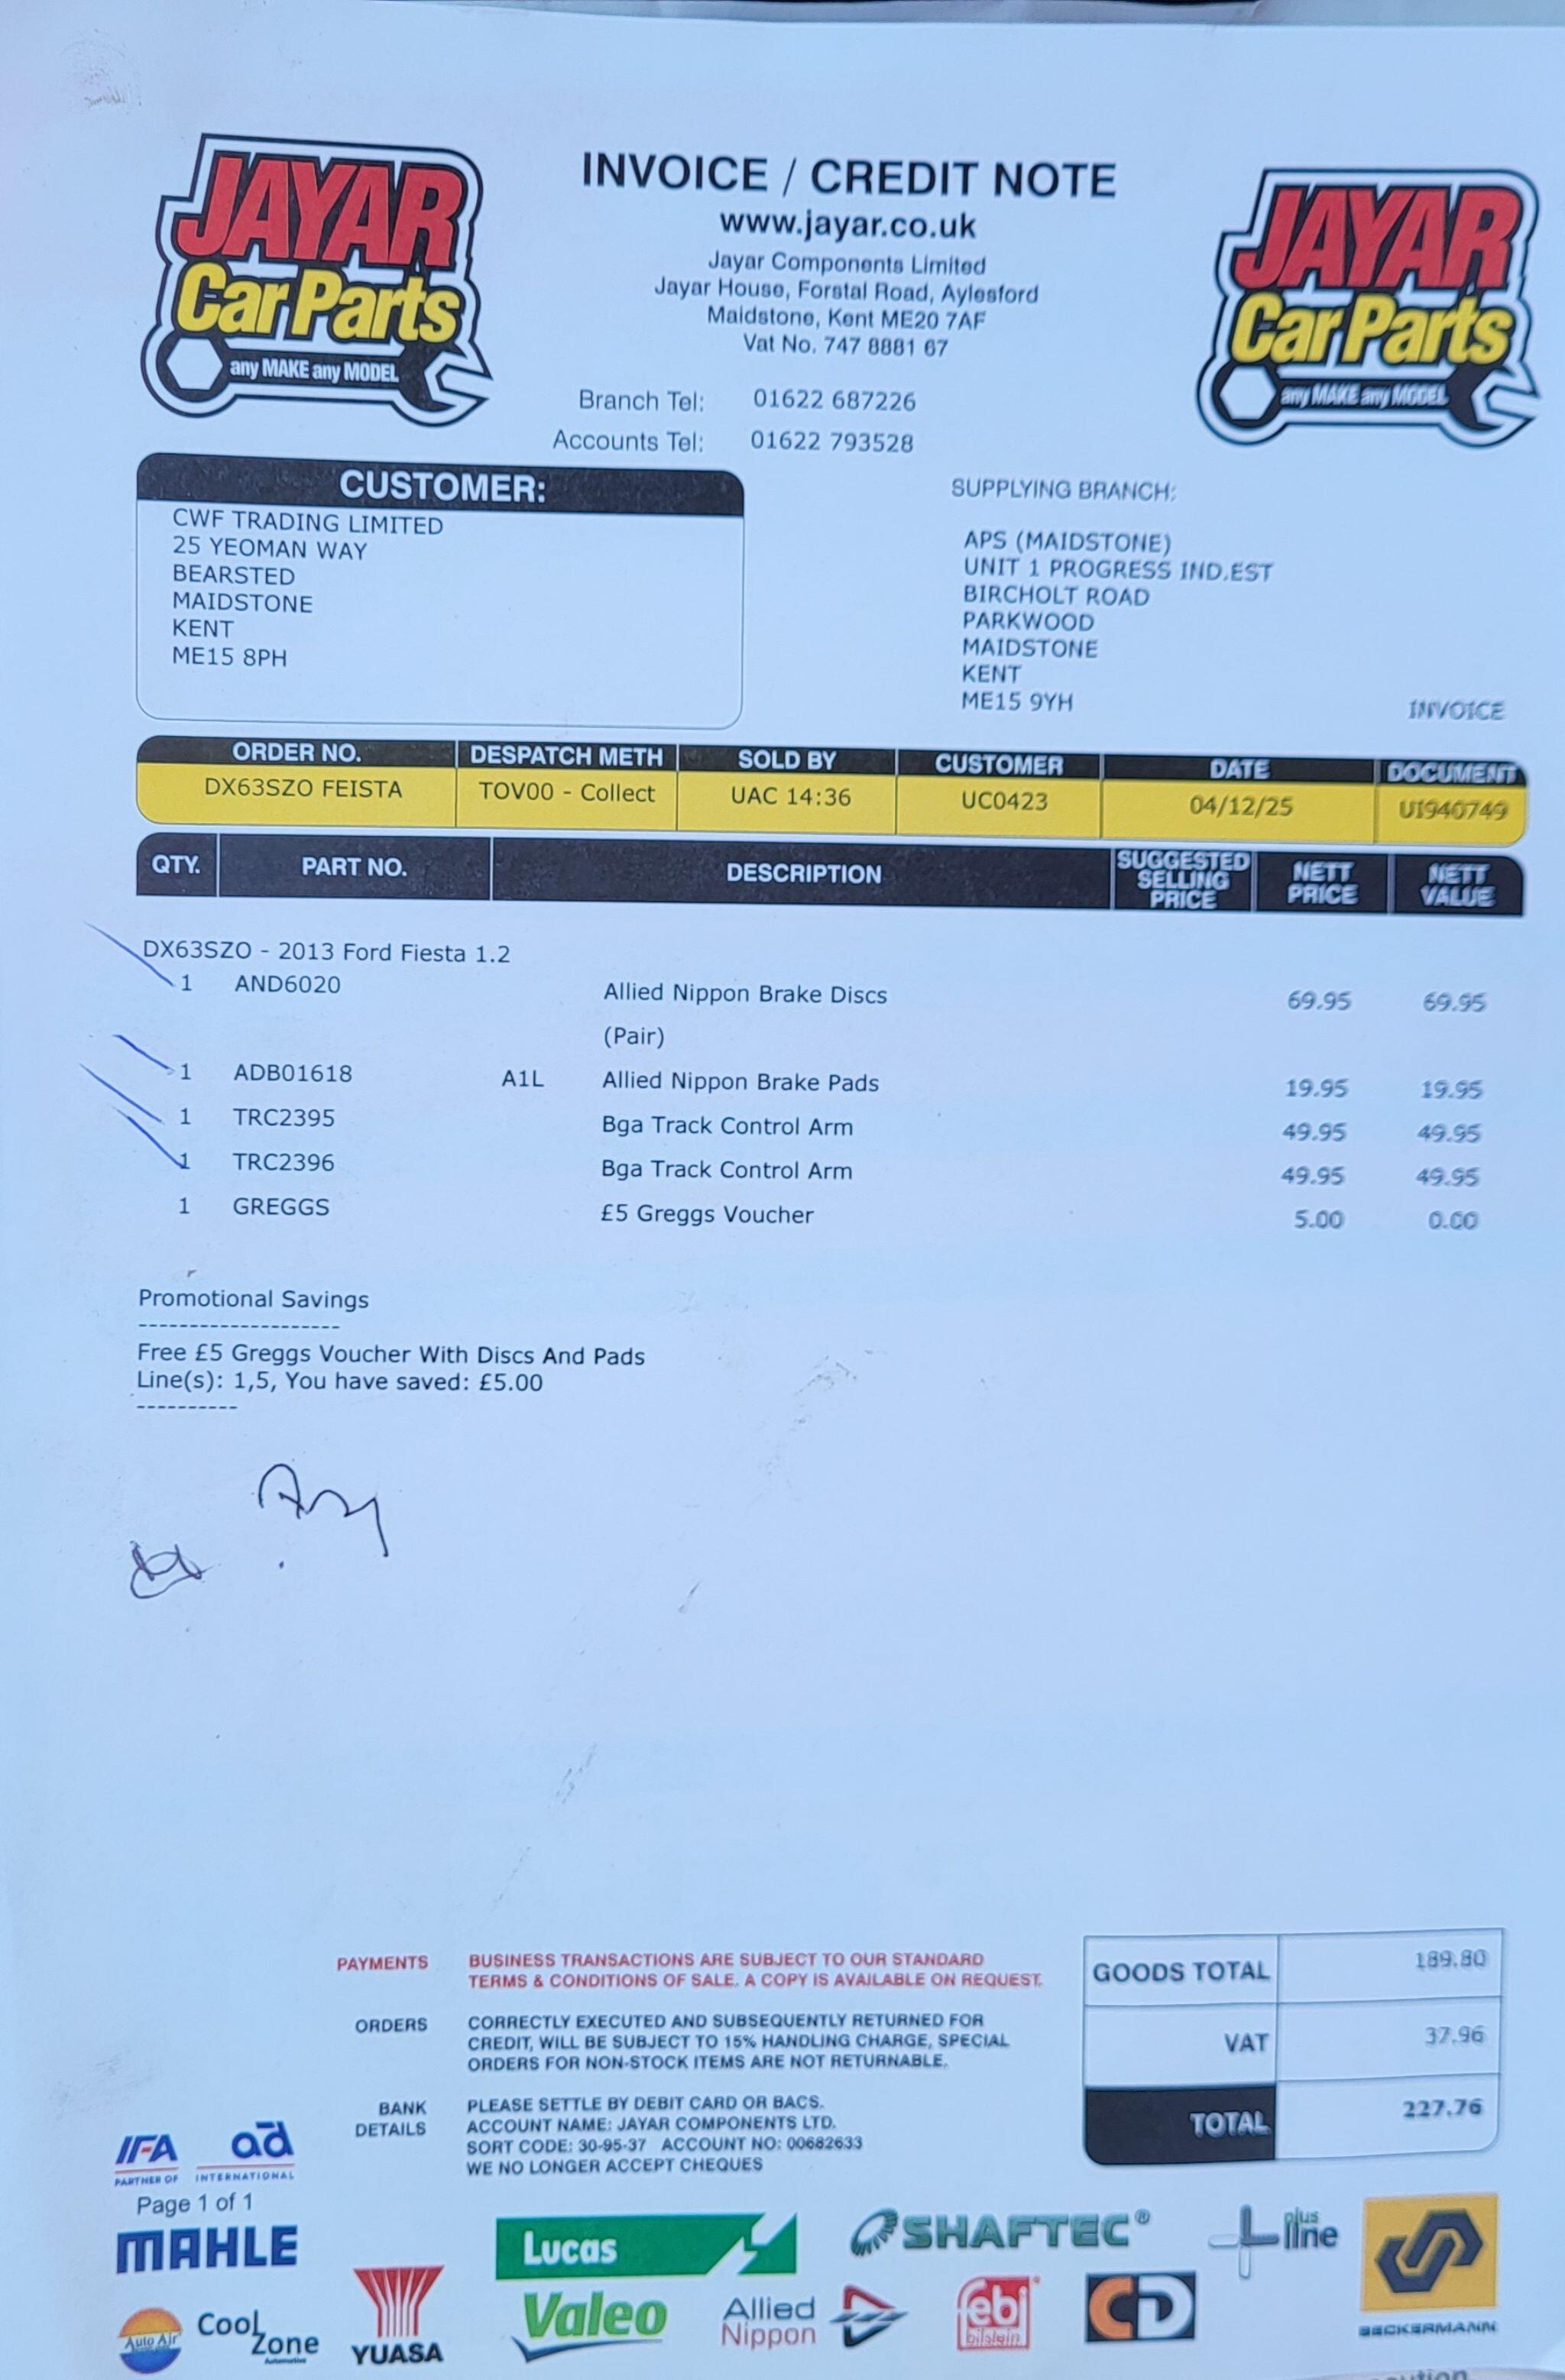 JAYAR
Car Parts
any MAKE any MODEL
INVOICE / CREDIT NOTE
www.jayar.co.uk
Jayar Components Limited
Jayar House, Forstal Road, Aylesford
Maidstone, Kent ME20 7AF
Vat No. 747 8881 67
Branch Tel: 01622 687226
Accounts Tel: 01622 793528
JAYAR
Car Parts
any MAKE any MODEL
CUSTOMER:
CWF TRADING LIMITED
25 YEOMAN WAY
BEARSTED
MAIDSTONE
KENT
ME15 8PH
SUPPLYING BRANCH:
APS (MAIDSTONE)
UNIT 1 PROGRESS IND.EST
BIRCHOLT ROAD
PARKWOOD
MAIDSTONE
KENT
ME15 9YH
INVOICE
ORDER NO. DESPATCH METH SOLD BY CUSTOMER DATE DOCUMENT
DX63SZO FEISTA TOV00 - Collect UAC 14:36 UC0423 04/12/25 UI940749
QTY. PART NO. DESCRIPTION SUGGESTED SELLING PRICE NETT PRICE NETT VALUE
DX63SZO - 2013 Ford Fiesta 1.2
1 AND6020 Allied Nippon Brake Discs 69.95 69.95
(Pair)
1 ADB01618 A1L Allied Nippon Brake Pads 19.95 19.95
1 TRC2395 Bga Track Control Arm 49.95 49.95
1 TRC2396 Bga Track Control Arm 49.95 49.95
1 GREGGS £5 Greggs Voucher 5.00 0.00
Promotional Savings
--------------------
Free £5 Greggs Voucher With Discs And Pads
Line(s): 1,5, You have saved: £5.00
----------
PAYMENTS BUSINESS TRANSACTIONS ARE SUBJECT TO OUR STANDARD
TERMS & CONDITIONS OF SALE. A COPY IS AVAILABLE ON REQUEST.
ORDERS CORRECTLY EXECUTED AND SUBSEQUENTLY RETURNED FOR
CREDIT, WILL BE SUBJECT TO 15% HANDLING CHARGE, SPECIAL
ORDERS FOR NON-STOCK ITEMS ARE NOT RETURNABLE.
BANK DETAILS PLEASE SETTLE BY DEBIT CARD OR BACS.
ACCOUNT NAME: JAYAR COMPONENTS LTD.
SORT CODE: 30-95-37 ACCOUNT NO: 00682633
WE NO LONGER ACCEPT CHEQUES
GOODS TOTAL 189.80
VAT 37.96
TOTAL 227.76
IFA
PARTNER OF
ad
INTERNATIONAL
Page 1 of 1
MAHLE
Lucas
SHAFTEC®
L plus line
Auto Air
Cool Zone
Automotive
YUASA
Valeo
Allied Nippon
febi
bilstein
CD
BECKERMANN